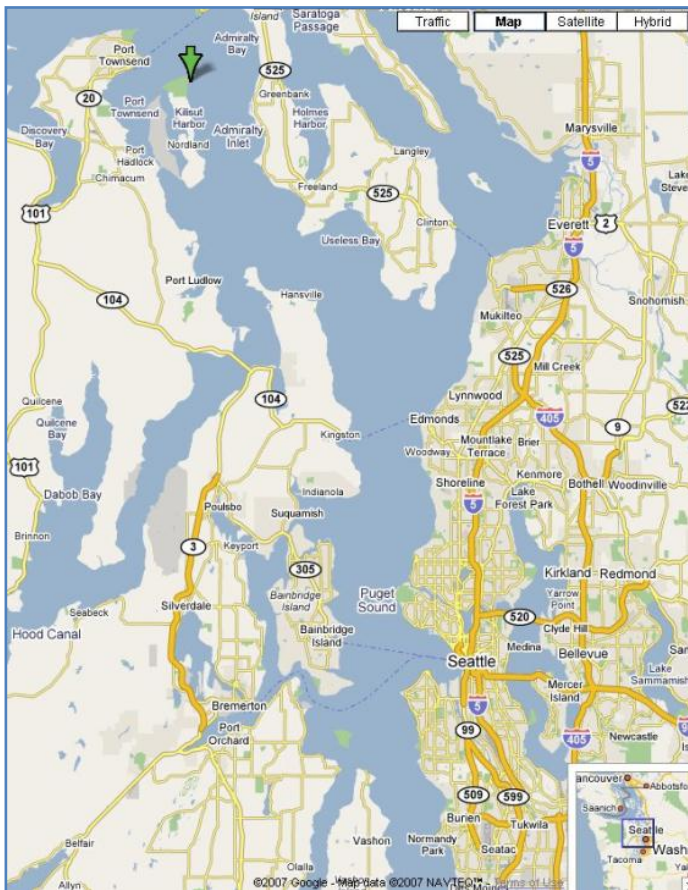 Traffic Map Satellite Hybrid
Island
Saratoga
Passage
Admiralty
Bay
Port
Townsend
525
20
Greenbank
Port
Townsend
Kilisut
Harbor
Holmes
Harbor
Discovery
Bay
Nordland
Admiralty
Inlet
Marysville
Port
Hadlock
Langley
5
Chimacum
Lake
Freeland
525
101
Clinton
Everett
2
Useless Bay
5
Port Ludlow
104
Hansville
526
Snohomish
Mukilteo
525
Mill Creek
Quilcene
104
Lynnwood
405
Quilcene
Bay
Edmonds
9
Kingston
Mountlake
Terrace
Brier
101
Woodway
Kenmore
Dabob Bay
Indianola
Shoreline
Bothell
Woodinville
Poulsbo
Suquamish
5
Lake
Forest Park
Brinnon
3
Keyport
305
Kirkland
Redmond
Bainbridge
Island
Puget
Sound
Yarrow
Point
Seabeck
Silverdale
520
Clyde Hill
Hood Canal
Bainbridge
Island
Seattle
Medina
Bellevue
Lake
Sammamish
Mercer
Island
Bremerton
5
Port
Orchard
99
405
Newcastle
Vancouver
Abbotsf
509
599
Saanich
Burien
Tukwila
Seattle
Belfair
Vashon
Normandy
Park
Tacoma
Wash
Olalla
Seatac
Allyn
Vashon
©2007 Google - Map data ©2007 NAVTEQ™ - Terms of Use